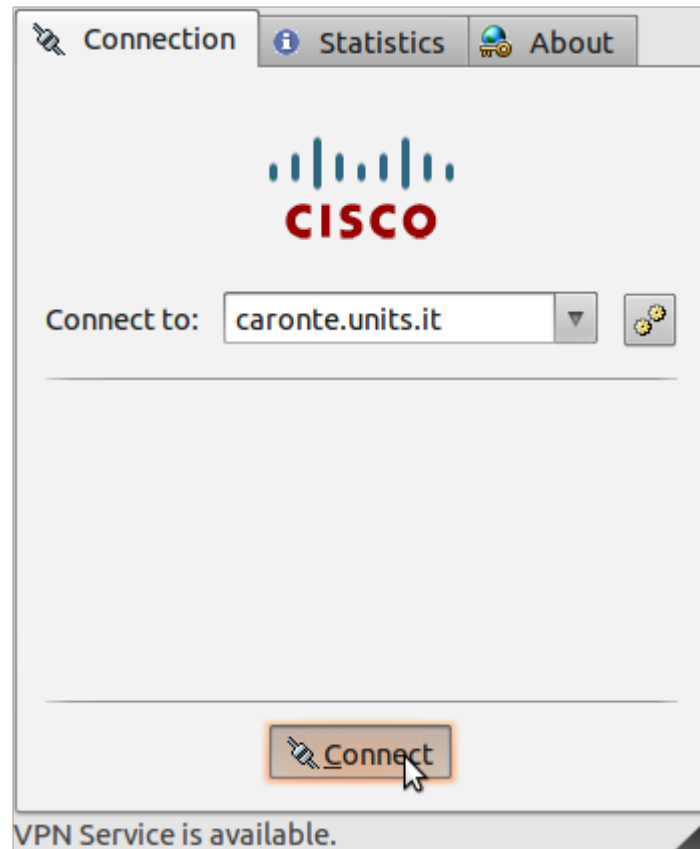 Connection Statistics About
CISCO
Connect to: caronte.units.it
Connect
VPN Service is available.